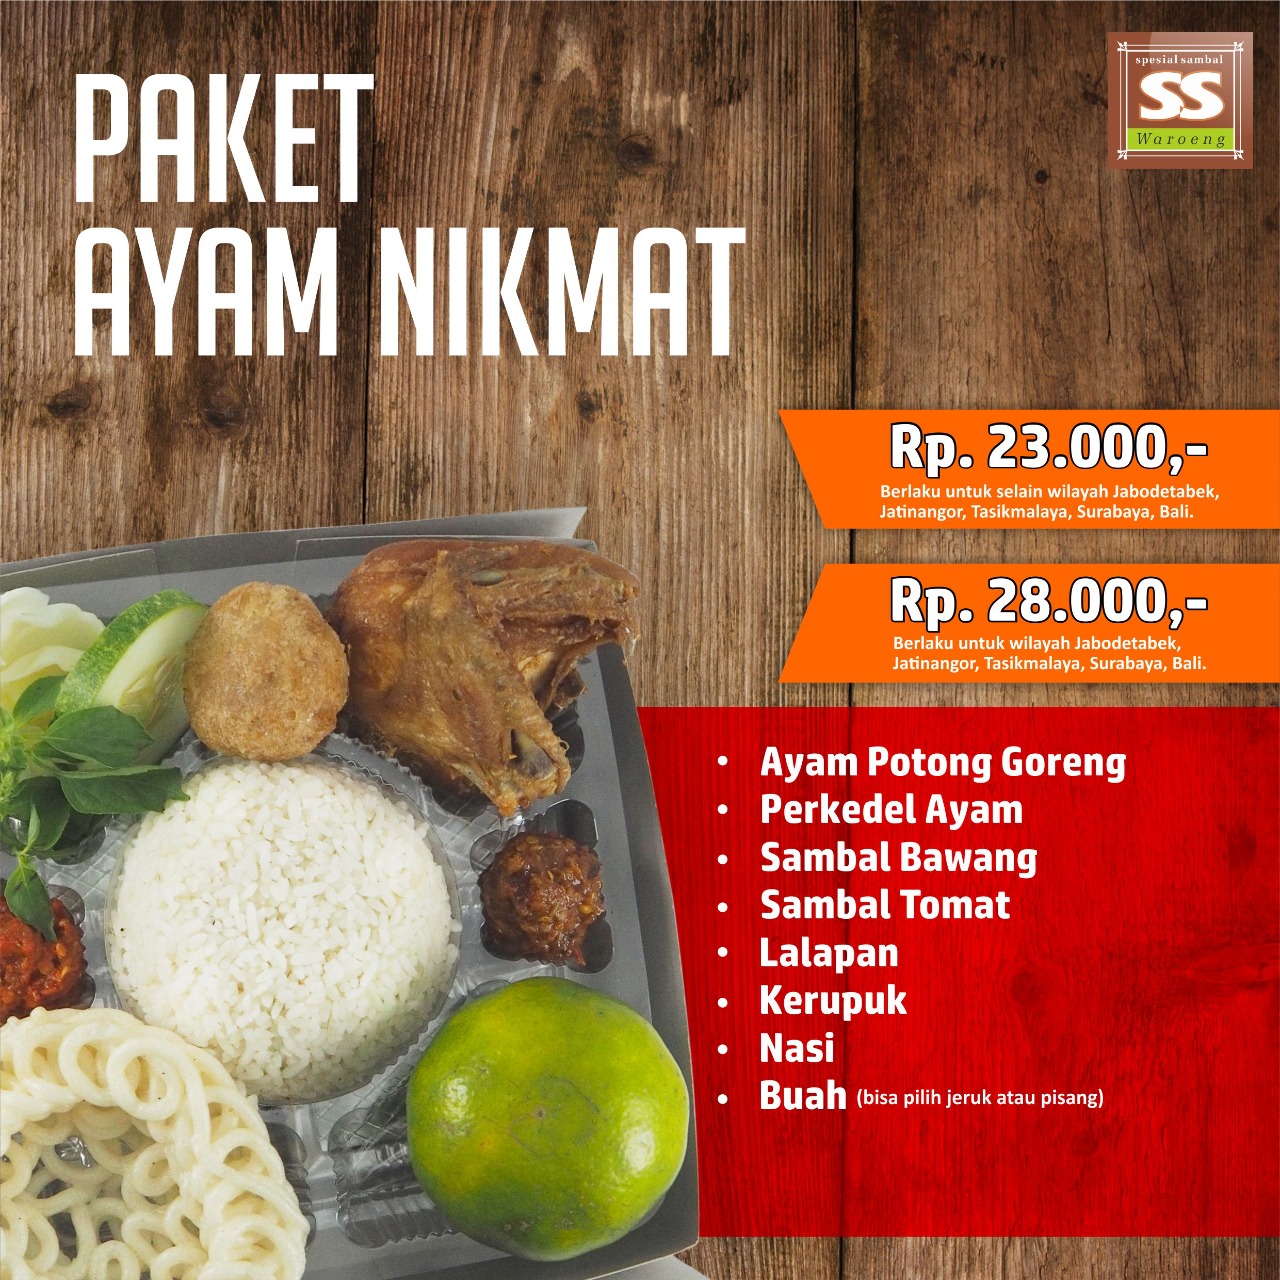 PAKET
AYAM NIKMAT
spesial sambal
SS
Waroeng
Rp. 23.000,-
Berlaku untuk selain wilayah Jabodetabek,
Jatinangor, Tasikmalaya, Surabaya, Bali.
Rp. 28.000,-
Berlaku untuk wilayah Jabodetabek,
Jatinangor, Tasikmalaya, Surabaya, Bali.
• Ayam Potong Goreng
• Perkedel Ayam
• Sambal Bawang
• Sambal Tomat
• Lalapan
• Kerupuk
• Nasi
• Buah (bisa pilih jeruk atau pisang)